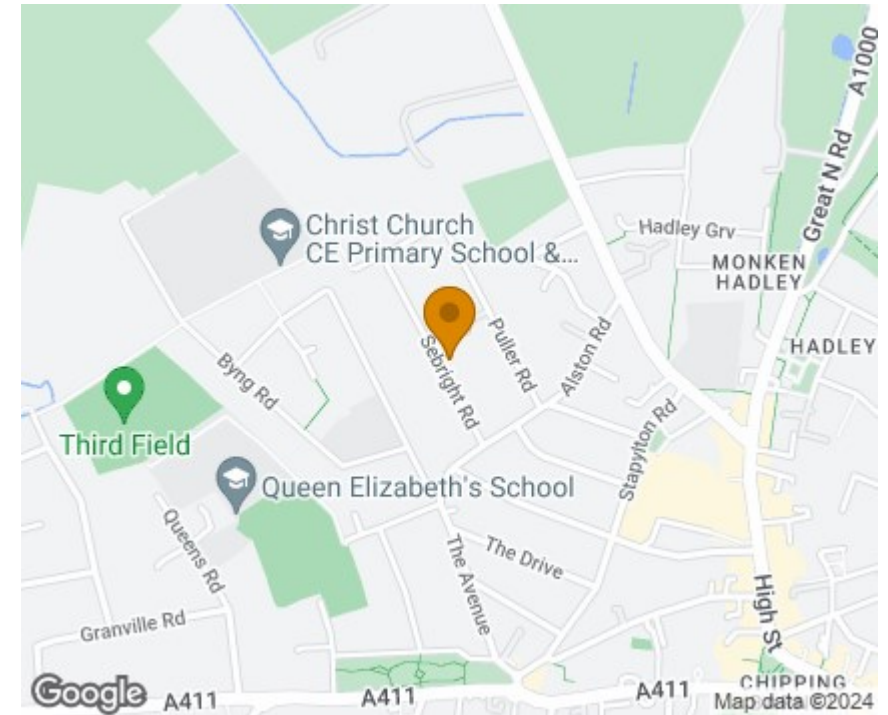 A1000
Great N Rd
Christ Church
CE Primary School &...
Hadley Grv
MONKEN
HADLEY
HADLEY
Puller Rd
Sebright Rd
Alston Rd
Byng Rd
Third Field
Stapylton Rd
Queen Elizabeth's School
Queens Rd
The Drive
The Avenue
High St
Granville Rd
CHIPPING
Google
A411
A411
A411
Map data ©2024